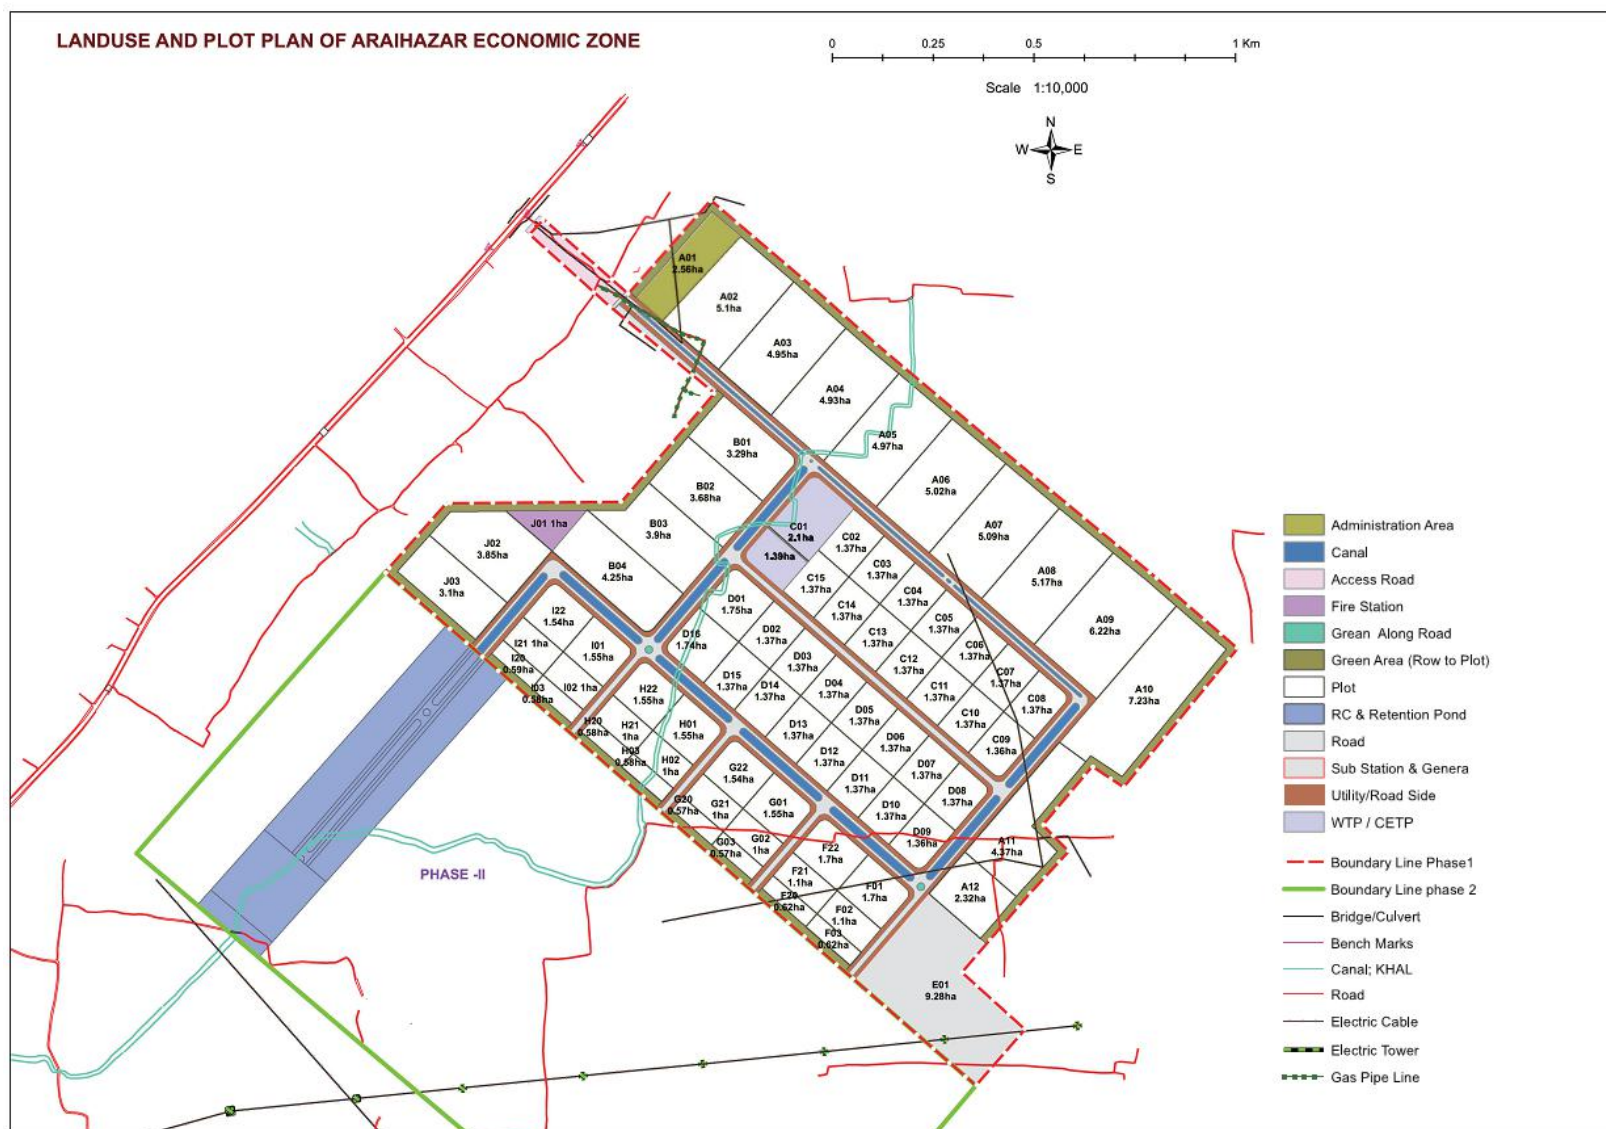 LANDUSE AND PLOT PLAN OF ARAIHAZAR ECONOMIC ZONE
0 0.25 0.5 1 Km
Scale 1:10,000
N
W E
S
A01
2.56ha
A02
5.1ha
A03
4.95ha
A04
4.93ha
A05
4.97ha
A06
5.02ha
A07
5.09ha
A08
5.17ha
A09
6.22ha
A10
7.23ha
A11
4.37ha
A12
2.32ha
B01
3.29ha
B02
3.68ha
B03
3.9ha
B04
4.25ha
C01
2.1ha
1.39ha
C02
1.37ha
C03
1.37ha
C04
1.37ha
C05
1.37ha
C06
1.37ha
C07
1.37ha
C08
1.37ha
C09
1.36ha
C10
1.37ha
C11
1.37ha
C12
1.37ha
C13
1.37ha
C14
1.37ha
C15
1.37ha
D01
1.75ha
D02
1.37ha
D03
1.37ha
D04
1.37ha
D05
1.37ha
D06
1.37ha
D07
1.37ha
D08
1.37ha
D09
1.36ha
D10
1.37ha
D11
1.37ha
D12
1.37ha
D13
1.37ha
D14
1.37ha
D15
1.37ha
D16
1.74ha
E01
9.28ha
F01
1.7ha
F02
1.1ha
F03
0.62ha
F20
0.62ha
F21
1.1ha
F22
1.7ha
G01
1.55ha
G02
1ha
G03
0.57ha
G20
0.57ha
G21
1ha
G22
1.54ha
H01
1.55ha
H02
1ha
H03
0.58ha
H20
0.58ha
H21
1ha
H22
1.55ha
I01
1.55ha
I02 1ha
I03
0.58ha
I20
0.59ha
I21 1ha
I22
1.54ha
J01 1ha
J02
3.85ha
J03
3.1ha
PHASE -II
Administration Area
Canal
Access Road
Fire Station
Grean Along Road
Green Area (Row to Plot)
Plot
RC & Retention Pond
Road
Sub Station & Genera
Utility/Road Side
WTP / CETP
Boundary Line Phase1
Boundary Line phase 2
Bridge/Culvert
Bench Marks
Canal; KHAL
Road
Electric Cable
Electric Tower
Gas Pipe Line